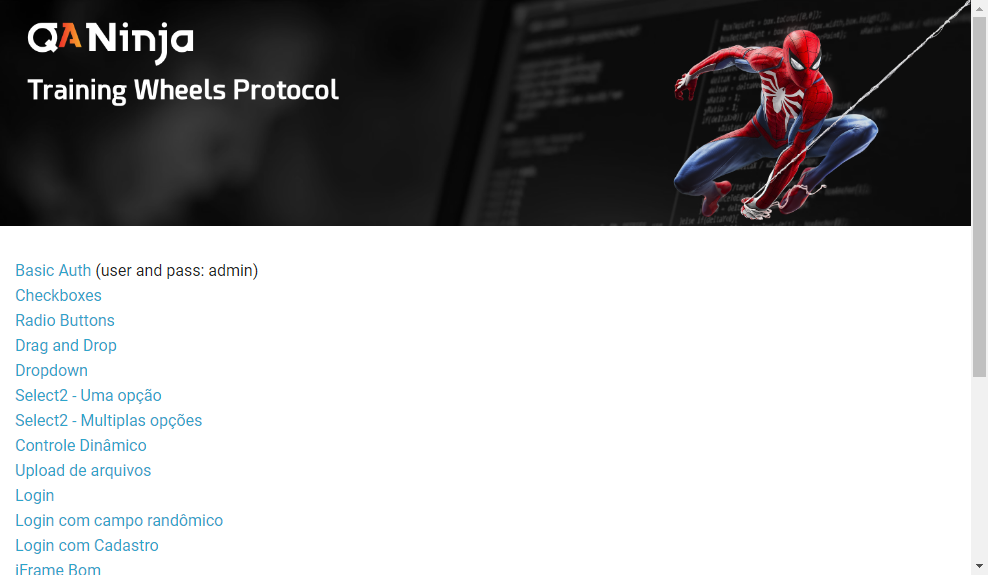 QANinja
Training Wheels Protocol
Basic Auth (user and pass: admin)
Checkboxes
Radio Buttons
Drag and Drop
Dropdown
Select2 - Uma opção
Select2 - Multiplas opções
Controle Dinâmico
Upload de arquivos
Login
Login com campo randômico
Login com Cadastro
iFrame Bom